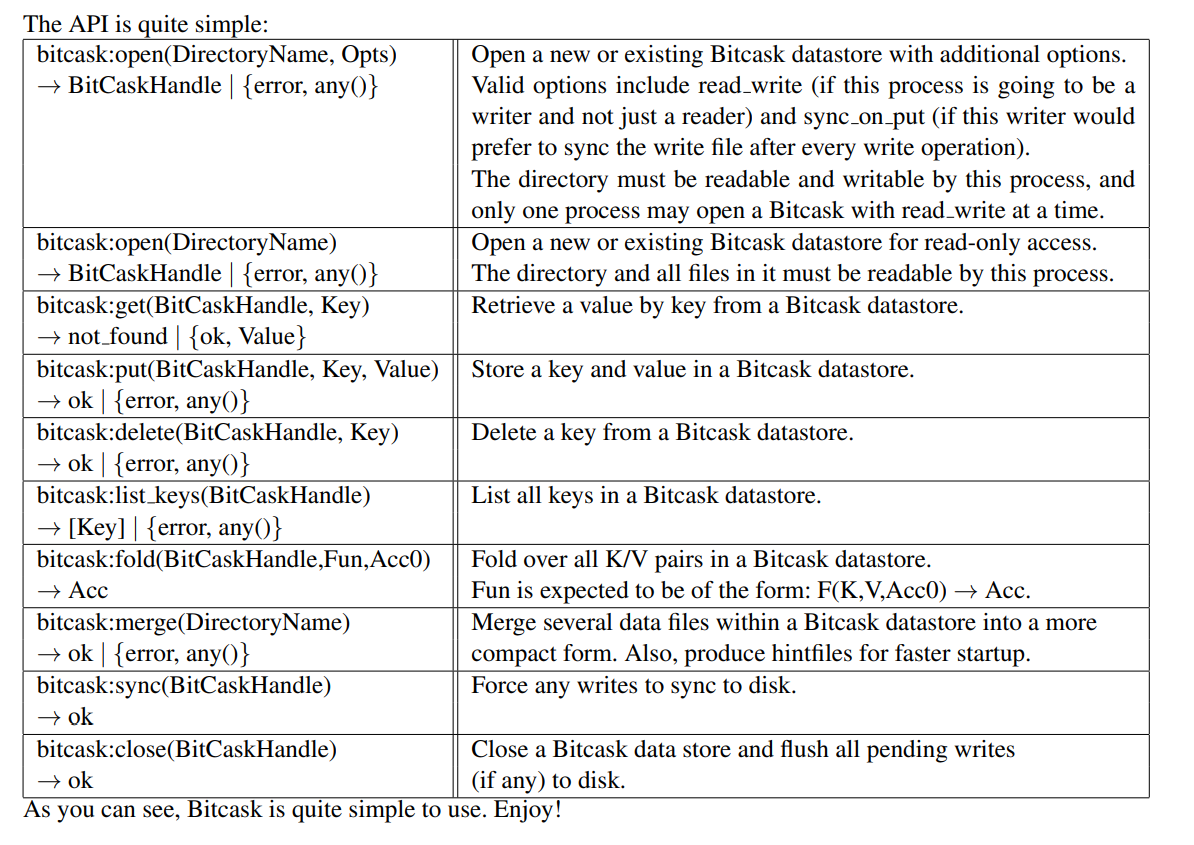 The API is quite simple:
bitcask:open(DirectoryName, Opts)
→ BitCaskHandle | {error, any()}
Open a new or existing Bitcask datastore with additional options.
Valid options include read_write (if this process is going to be a
writer and not just a reader) and sync_on_put (if this writer would
prefer to sync the write file after every write operation).
The directory must be readable and writable by this process, and
only one process may open a Bitcask with read_write at a time.
bitcask:open(DirectoryName)
→ BitCaskHandle | {error, any()}
Open a new or existing Bitcask datastore for read-only access.
The directory and all files in it must be readable by this process.
bitcask:get(BitCaskHandle, Key)
→ not_found | {ok, Value}
Retrieve a value by key from a Bitcask datastore.
bitcask:put(BitCaskHandle, Key, Value)
→ ok | {error, any()}
Store a key and value in a Bitcask datastore.
bitcask:delete(BitCaskHandle, Key)
→ ok | {error, any()}
Delete a key from a Bitcask datastore.
bitcask:list_keys(BitCaskHandle)
→ [Key] | {error, any()}
List all keys in a Bitcask datastore.
bitcask:fold(BitCaskHandle,Fun,Acc0)
→ Acc
Fold over all K/V pairs in a Bitcask datastore.
Fun is expected to be of the form: F(K,V,Acc0) → Acc.
bitcask:merge(DirectoryName)
→ ok | {error, any()}
Merge several data files within a Bitcask datastore into a more
compact form. Also, produce hintfiles for faster startup.
bitcask:sync(BitCaskHandle)
→ ok
Force any writes to sync to disk.
bitcask:close(BitCaskHandle)
→ ok
Close a Bitcask data store and flush all pending writes
(if any) to disk.
As you can see, Bitcask is quite simple to use. Enjoy!